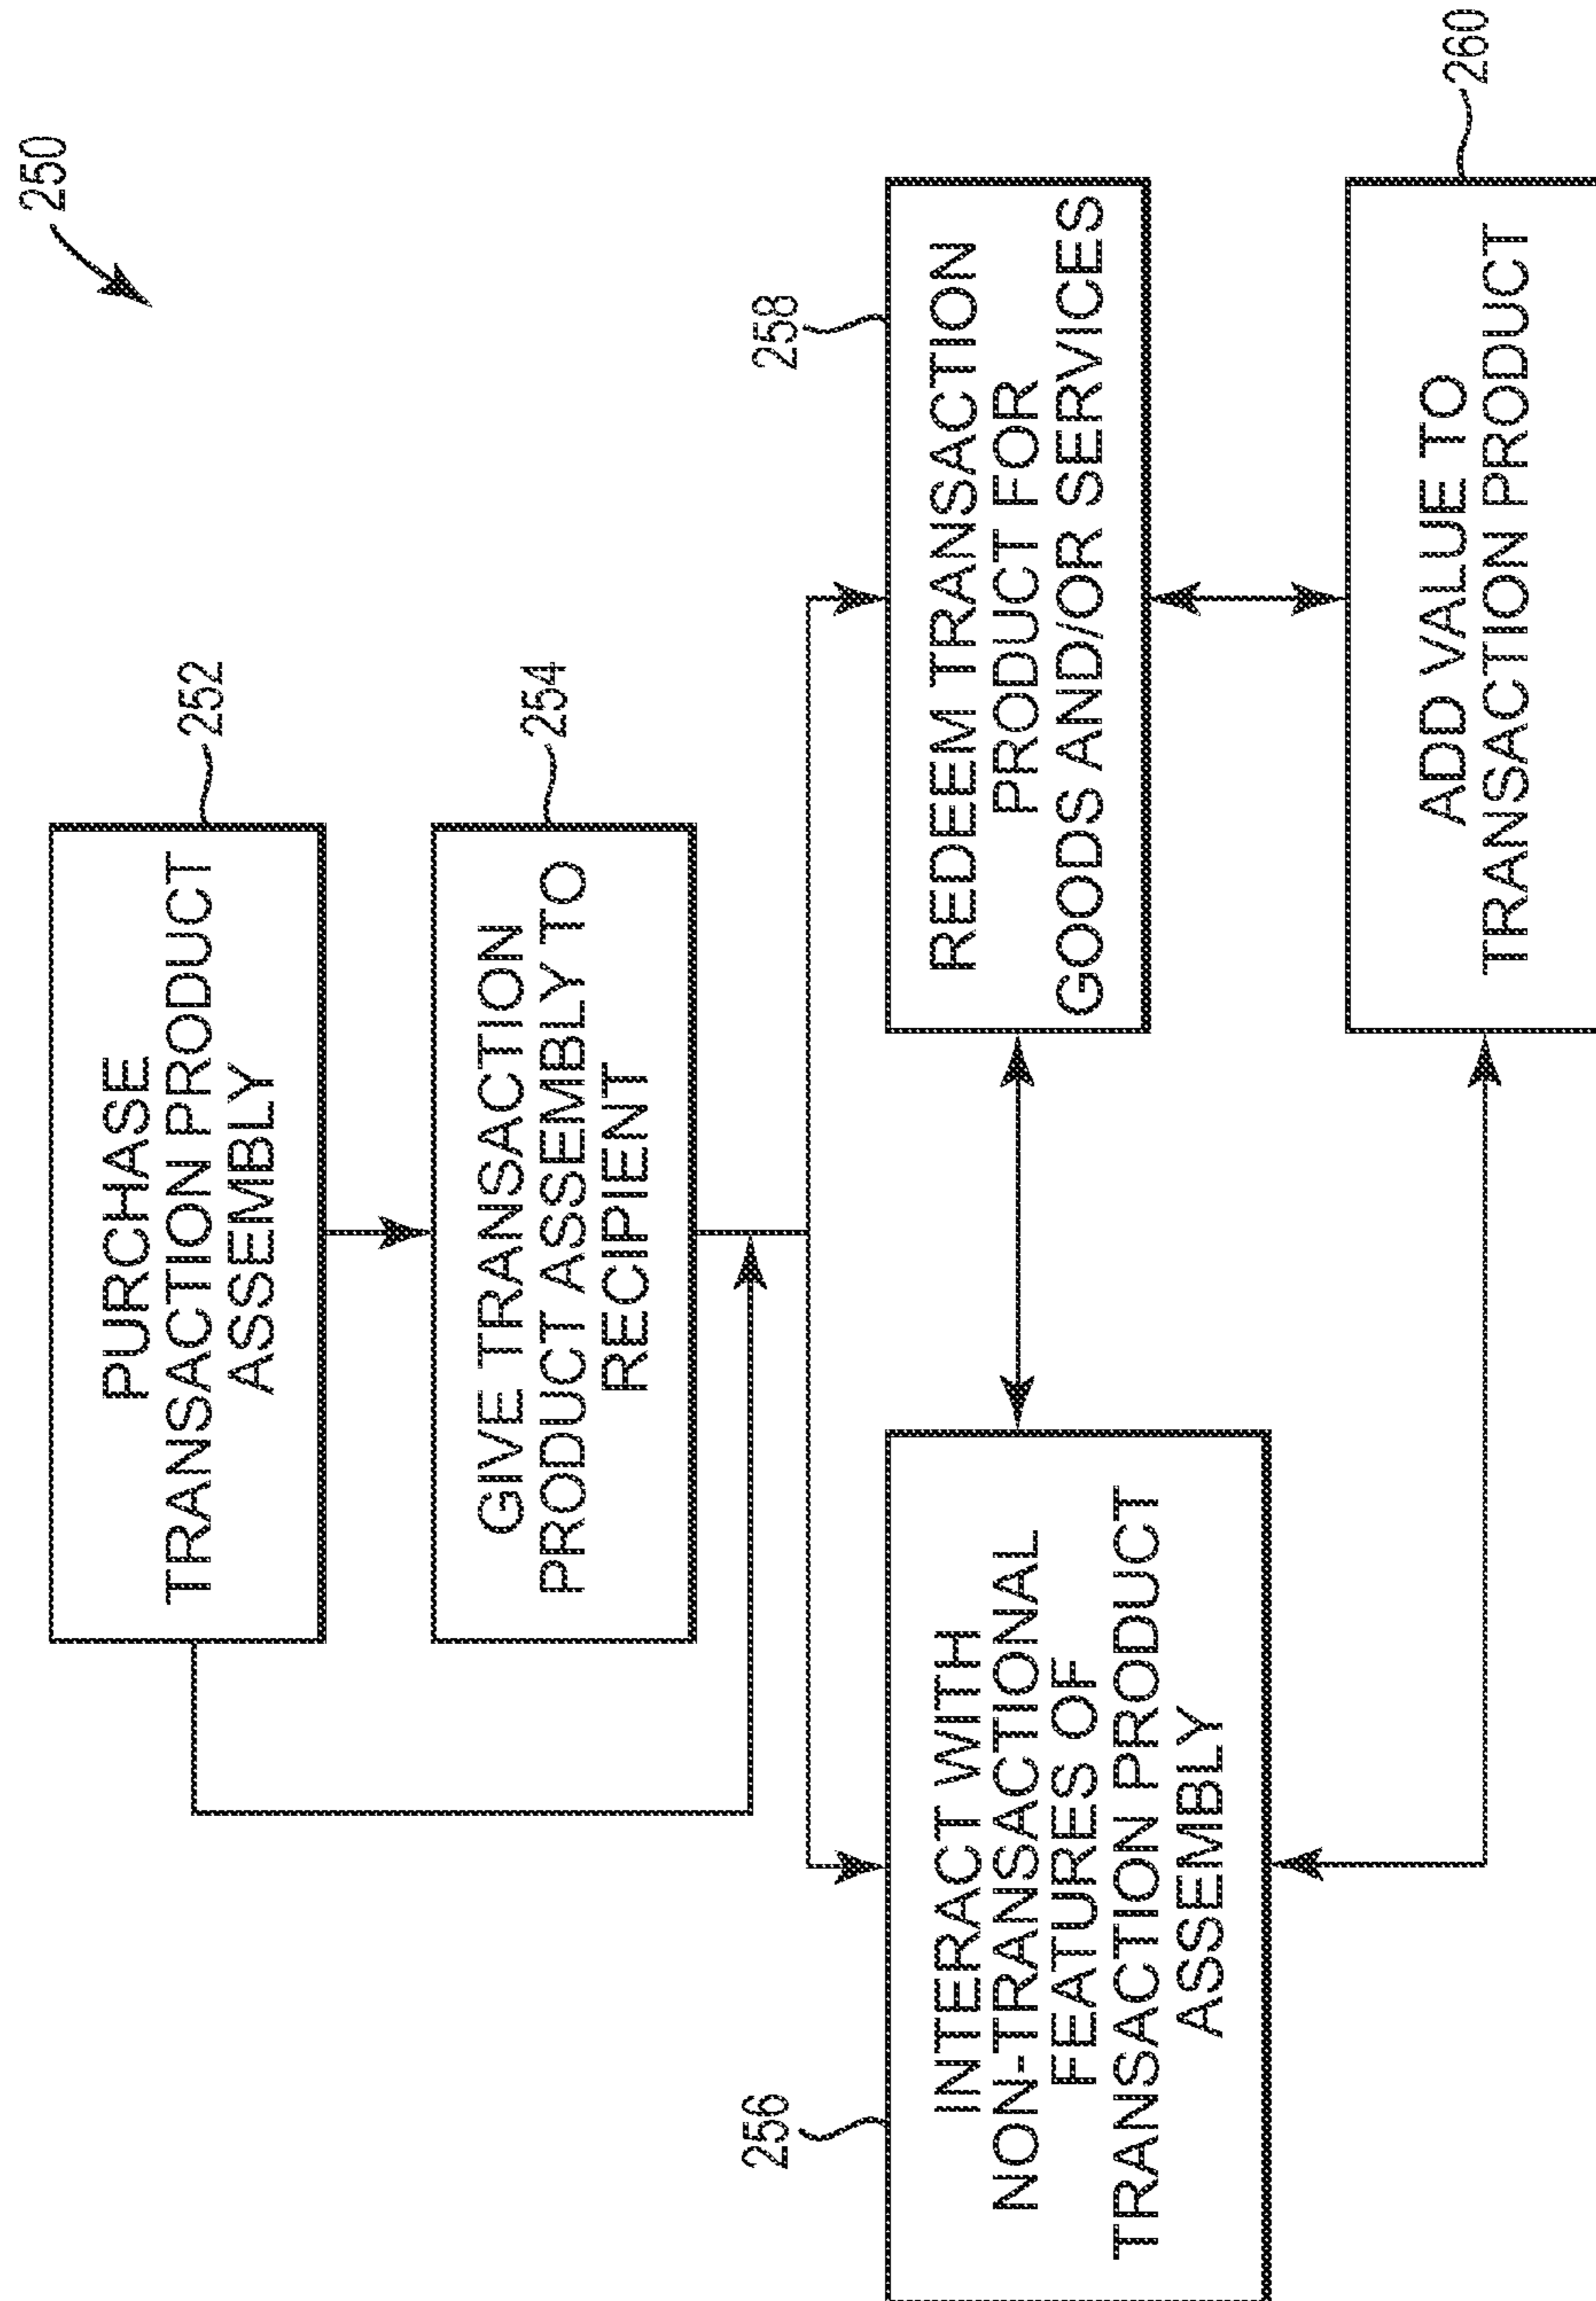 250
252
PURCHASE
TRANSACTION PRODUCT
ASSEMBLY
254
GIVE TRANSACTION
PRODUCT ASSEMBLY TO
RECIPIENT
256
INTERACT WITH
NON-TRANSACTIONAL
FEATURES OF
TRANSACTION PRODUCT
ASSEMBLY
258
REDEEM TRANSACTION
PRODUCT FOR
GOODS AND/OR SERVICES
260
ADD VALUE TO
TRANSACTION PRODUCT